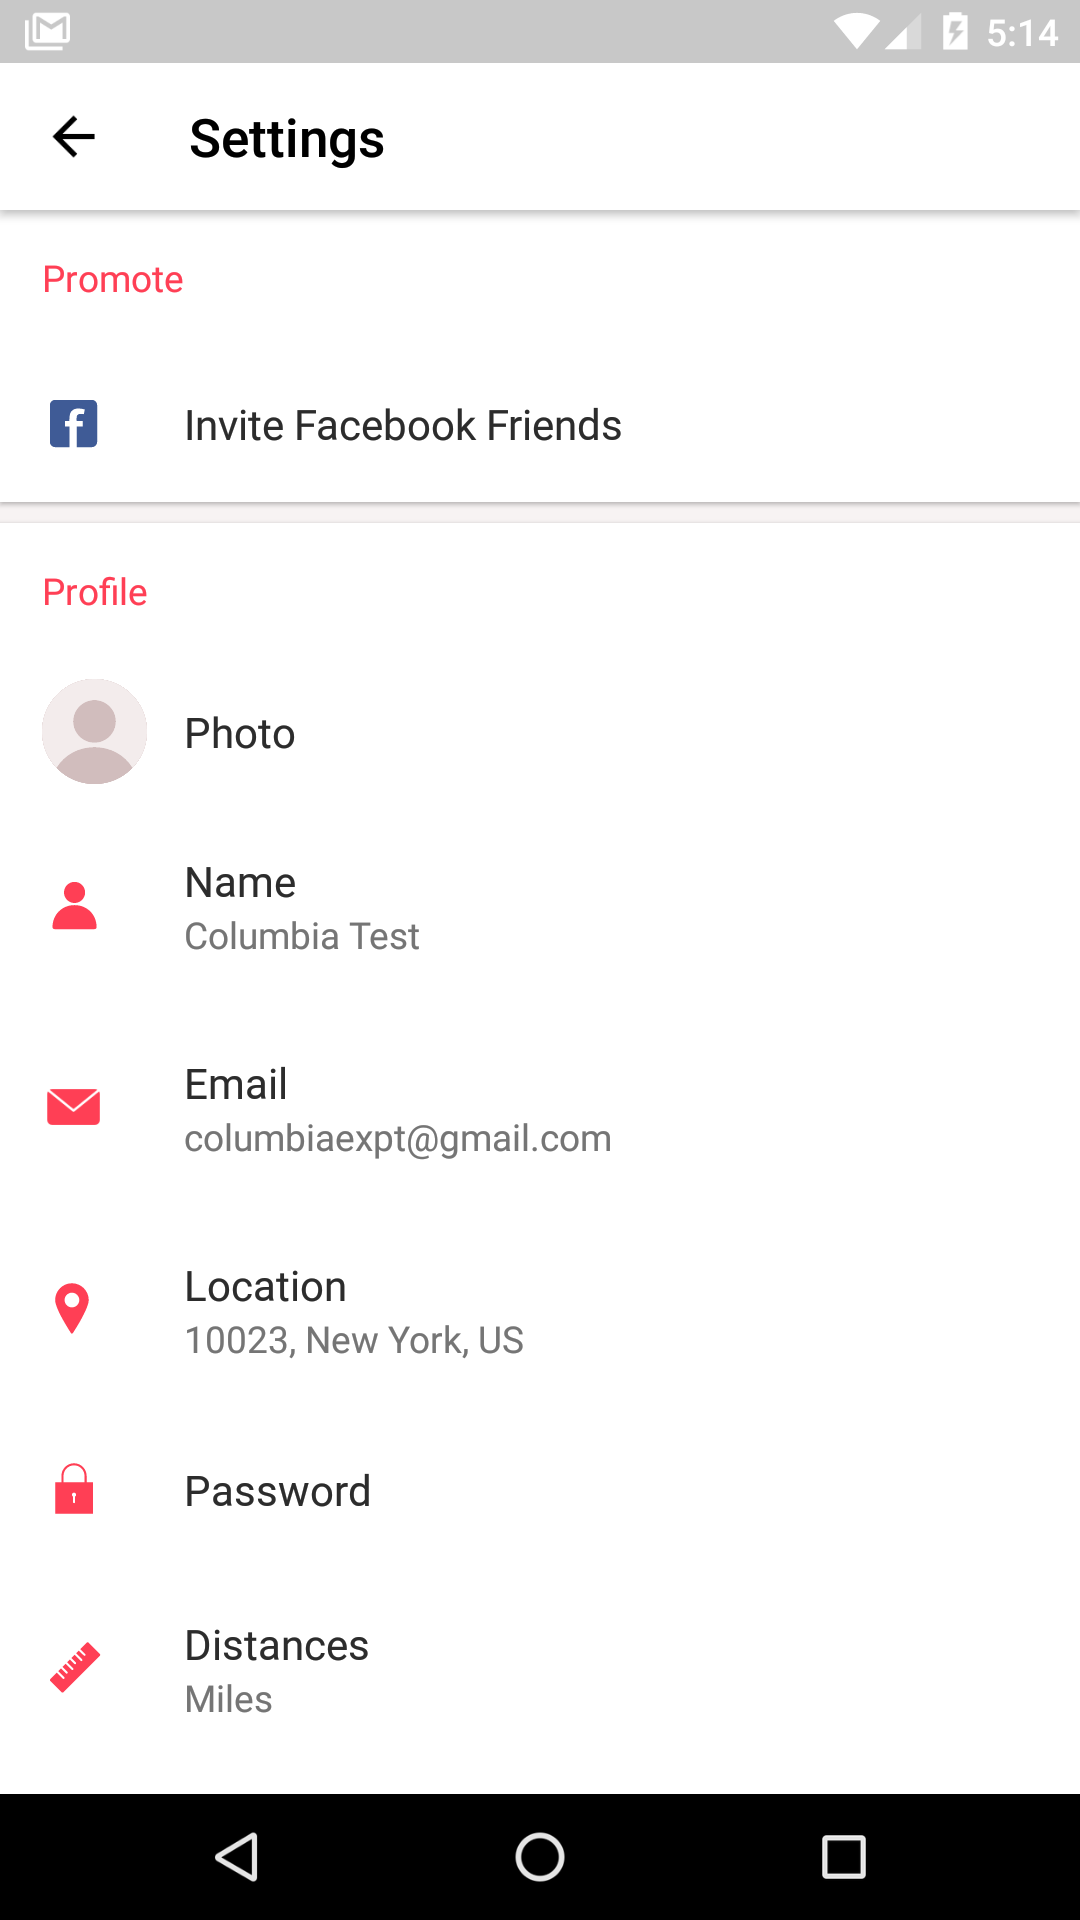 5:14
Settings
Promote
Invite Facebook Friends
Profile
Photo
Name
Columbia Test
Email
columbiaexpt@gmail.com
Location
10023, New York, US
Password
Distances
Miles